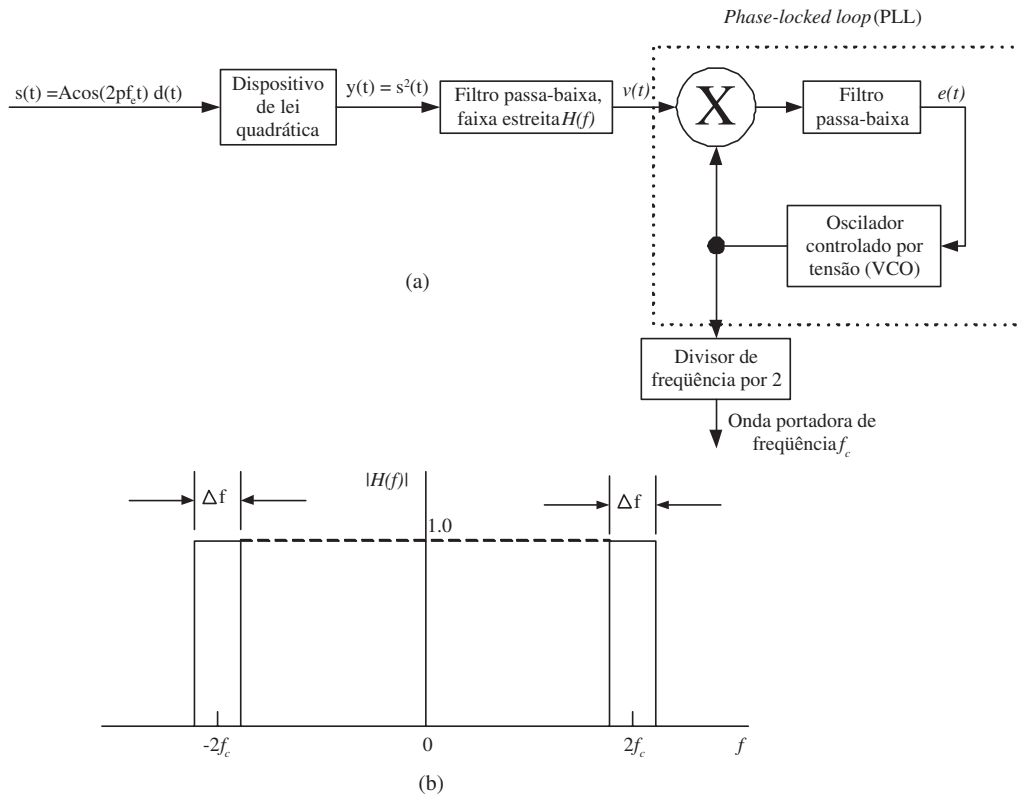 Phase-locked loop (PLL)
s(t) =Acos(2pf_e t) d(t)
Dispositivo
de lei
quadrática
y(t) = s²(t)
Filtro passa-baixa,
faixa estreita H(f)
v(t)
X
Filtro
passa-baixa
e(t)
Oscilador
controlado por
tensão (VCO)
(a)
Divisor de
freqüência por 2
Onda portadora de
freqüência f_c
|H(f)|
Δf
Δf
1.0
-2f_c
0
2f_c
f
(b)